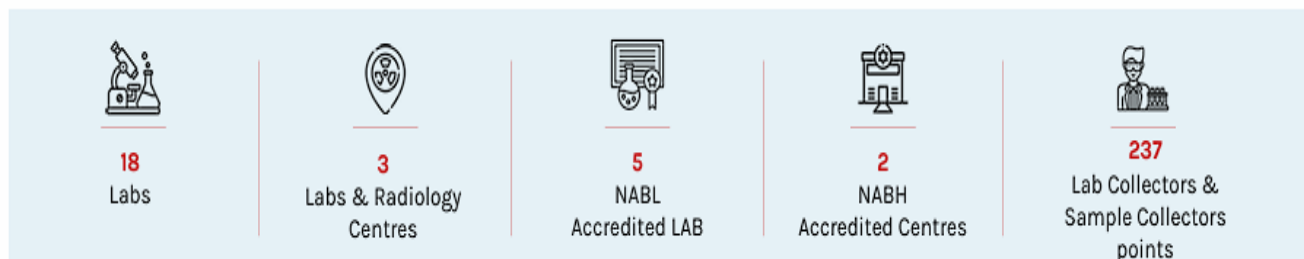 18
Labs
3
Labs & Radiology
Centres
5
NABL
Accredited LAB
2
NABH
Accredited Centres
237
Lab Collectors &
Sample Collectors
points